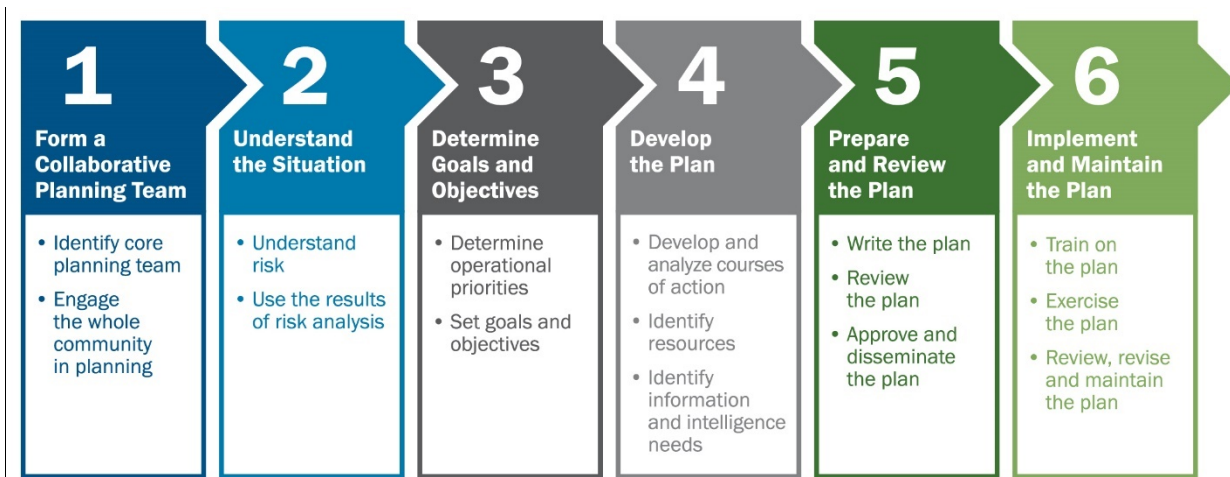 1
Form a
Collaborative
Planning Team
• Identify core
planning team
• Engage
the whole
community
in planning
2
Understand
the Situation
• Understand
risk
• Use the results
of risk analysis
3
Determine
Goals and
Objectives
• Determine
operational
priorities
• Set goals and
objectives
4
Develop
the Plan
• Develop and
analyze courses
of action
• Identify
resources
• Identify
information
and intelligence
needs
5
Prepare
and Review
the Plan
• Write the plan
• Review
the plan
• Approve and
disseminate
the plan
6
Implement
and Maintain
the Plan
• Train on
the plan
• Exercise
the plan
• Review, revise
and maintain
the plan